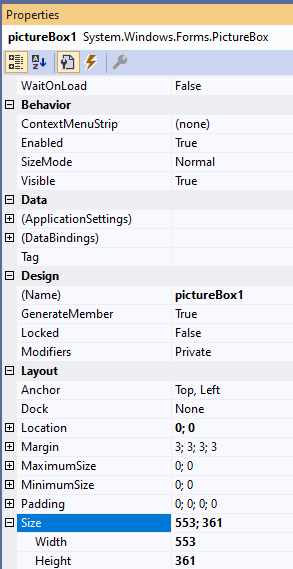 Properties
pictureBox1 System.Windows.Forms.PictureBox
WaitOnLoad False
Behavior
ContextMenuStrip (none)
Enabled True
SizeMode Normal
Visible True
Data
(ApplicationSettings)
(DataBindings)
Tag
Design
(Name) pictureBox1
GenerateMember True
Locked False
Modifiers Private
Layout
Anchor Top, Left
Dock None
Location 0; 0
Margin 3; 3; 3; 3
MaximumSize 0; 0
MinimumSize 0; 0
Padding 0; 0; 0; 0
Size 553; 361
Width 553
Height 361